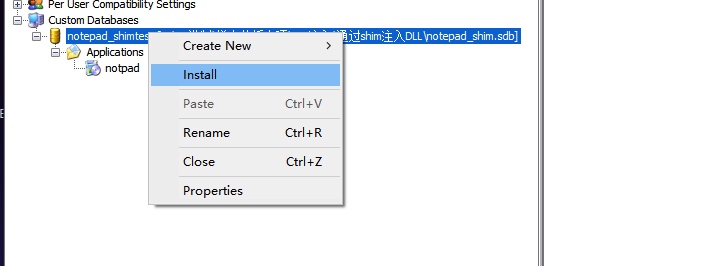 Per User Compatibility Settings
Custom Databases
notepad_shimtes 通过shim注入DLL\notepad_shim.sdb]
Applications
notpad
Create New
Install
Paste Ctrl+V
Rename Ctrl+R
Close Ctrl+Z
Properties